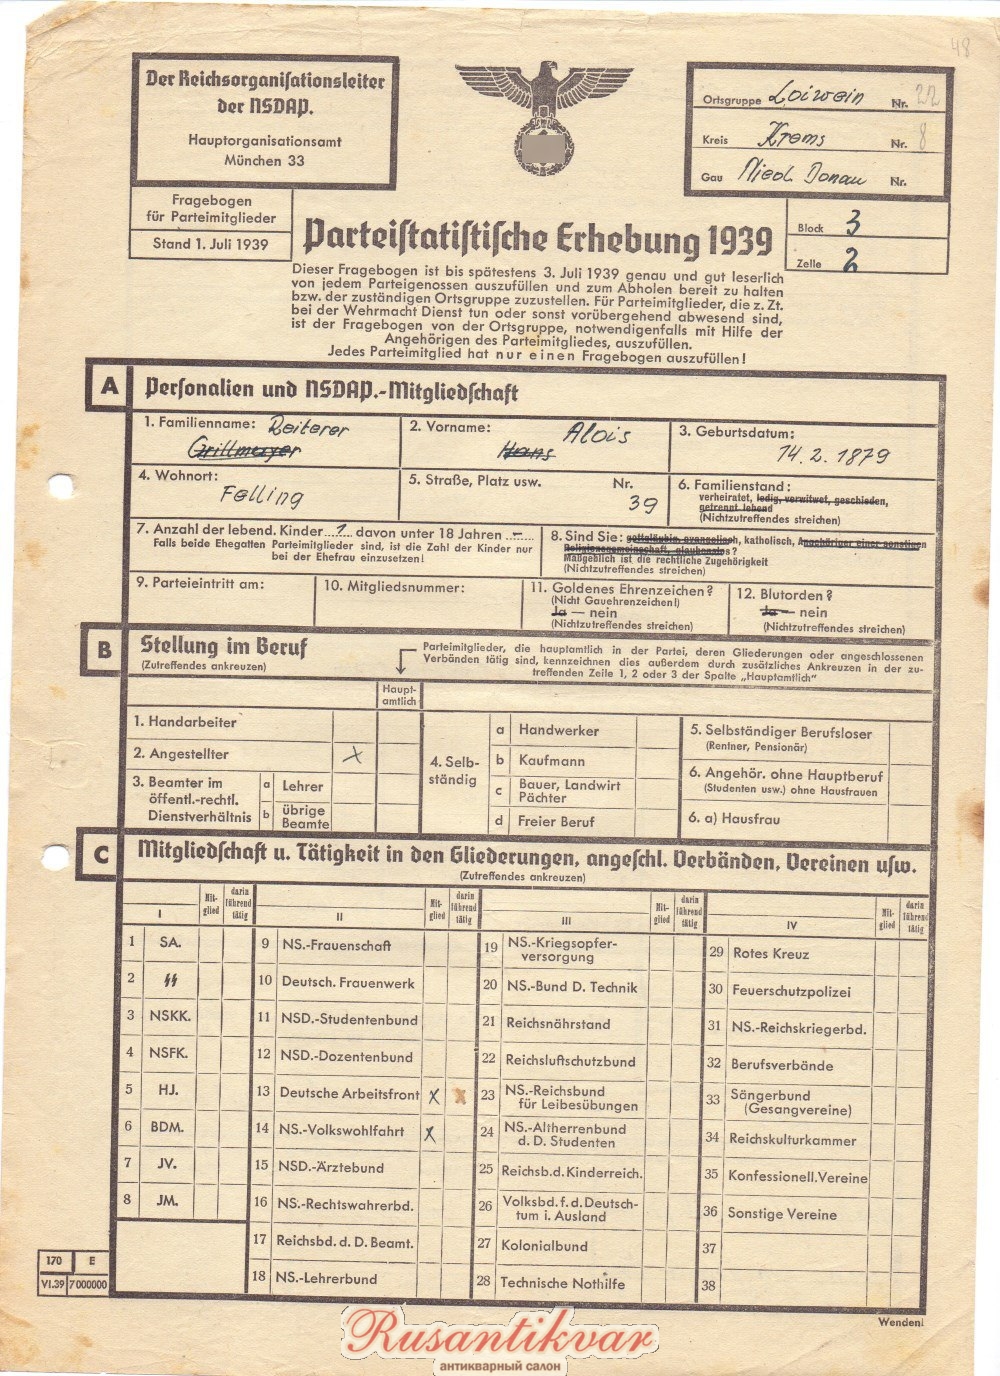 48
Der Reichsorganisationsleiter
der NSDAP.
Hauptorganisationsamt
München 33
Fragebogen
für Parteimitglieder
Stand 1. Juli 1939
Ortsgruppe Loiwein Nr. 22
Kreis Krems Nr. 8
Gau Nied. Donau Nr.
Block 3
Zelle 2
Parteistatistische Erhebung 1939
Dieser Fragebogen ist bis spätestens 3. Juli 1939 genau und gut leserlich
von jedem Parteigenossen auszufüllen und zum Abholen bereit zu halten
bzw. der zuständigen Ortsgruppe zuzustellen. Für Parteimitglieder, die z. Zt.
bei der Wehrmacht Dienst tun oder sonst vorübergehend abwesend sind,
ist der Fragebogen von der Ortsgruppe, notwendigenfalls mit Hilfe der
Angehörigen des Parteimitgliedes, auszufüllen.
Jedes Parteimitglied hat nur einen Fragebogen auszufüllen!
A Personalien und NSDAP.-Mitgliedschaft
1. Familienname: Reiterer
Grillmayer
2. Vorname: Alois
Hans
3. Geburtsdatum:
14. 2. 1879
4. Wohnort:
Felling
5. Straße, Platz usw. Nr.
39
6. Familienstand:
verheiratet, ledig, verwitwet, geschieden,
getrennt lebend
(Nichtzutreffendes streichen)
7. Anzahl der lebend. Kinder 1 davon unter 18 Jahren -
Falls beide Ehegatten Parteimitglieder sind, ist die Zahl der Kinder nur
bei der Ehefrau einzusetzen!
8. Sind Sie: gottgläubig, evangelisch, katholisch, Angehöriger einer sonstigen
Religionsgemeinschaft, glaubenslos?
Maßgeblich ist die rechtliche Zugehörigkeit
(Nichtzutreffendes streichen)
9. Parteieintritt am:
10. Mitgliedsnummer:
11. Goldenes Ehrenzeichen?
(Nicht Gauehrenzeichen!)
Ja — nein
(Nichtzutreffendes streichen)
12. Blutorden?
Ja — nein
(Nichtzutreffendes streichen)
B Stellung im Beruf
(Zutreffendes ankreuzen)
Parteimitglieder, die hauptamtlich in der Partei, deren Gliederungen oder angeschlossenen
Verbänden tätig sind, kennzeichnen dies außerdem durch zusätzliches Ankreuzen in der zu-
treffenden Zeile 1, 2 oder 3 der Spalte „Hauptamtlich"
Haupt-
amtlich
1. Handarbeiter
2. Angestellter X
3. Beamter im
öffentl.-rechtl.
Dienstverhältnis
a Lehrer
b übrige
Beamte
4. Selb-
ständig
a Handwerker
b Kaufmann
c Bauer, Landwirt
Pächter
d Freier Beruf
5. Selbständiger Berufsloser
(Rentner, Pensionär)
6. Angehör. ohne Hauptberuf
(Studenten usw.) ohne Hausfrauen
6. a) Hausfrau
C Mitgliedschaft u. Tätigkeit in den Gliederungen, angeschl. Verbänden, Vereinen usw.
(Zutreffendes ankreuzen)
I
Mit-
glied
darin
führend
tätig
1 SA.
2 SS
3 NSKK.
4 NSFK.
5 HJ.
6 BDM.
7 JV.
8 JM.
II
Mit-
glied
darin
führend
tätig
9 NS.-Frauenschaft
10 Deutsch. Frauenwerk
11 NSD.-Studentenbund
12 NSD.-Dozentenbund
13 Deutsche Arbeitsfront X X
14 NS.-Volkswohlfahrt X
15 NSD.-Ärztebund
16 NS.-Rechtswahrerbd.
17 Reichsbd. d. D. Beamt.
18 NS.-Lehrerbund
III
Mit-
glied
darin
führend
tätig
19 NS.-Kriegsopfer-
versorgung
20 NS.-Bund D. Technik
21 Reichsnährstand
22 Reichsluftschutzbund
23 NS.-Reichsbund
für Leibesübungen
24 NS.-Altherrenbund
d. D. Studenten
25 Reichsb.d.Kinderreich.
26 Volksbd. f. d. Deutsch-
tum i. Ausland
27 Kolonialbund
28 Technische Nothilfe
IV
Mit-
glied
darin
führend
tätig
29 Rotes Kreuz
30 Feuerschutzpolizei
31 NS.-Reichskriegerbd.
32 Berufsverbände
33 Sängerbund
(Gesangvereine)
34 Reichskulturkammer
35 Konfessionell.Vereine
36 Sonstige Vereine
37
38
170 E
VI.39 7 000000
Wenden!
Rusantikvar
антикварный салон